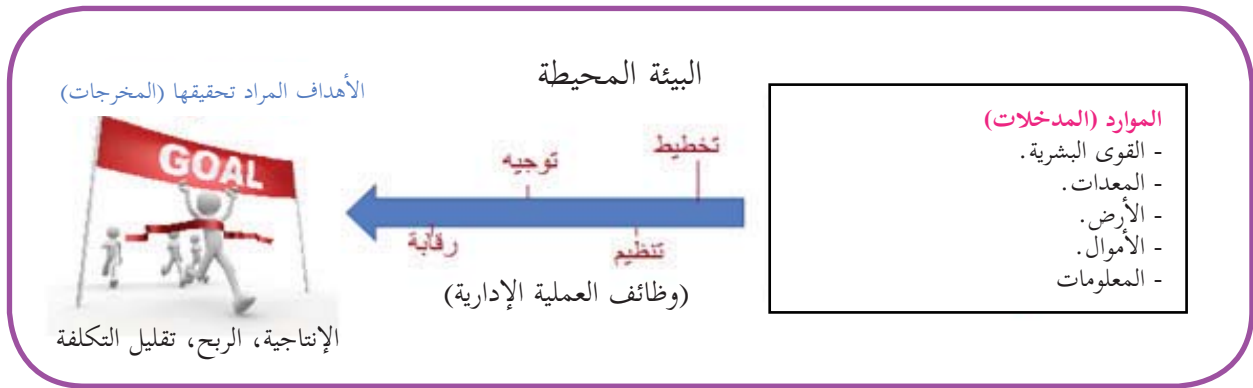 البيئة المحيطة
الموارد (المدخلات)
- القوى البشرية.
- المعدات.
- الأرض.
- الأموال.
- المعلومات
تخطيط
تنظيم
توجيه
رقابة
(وظائف العملية الإدارية)
الأهداف المراد تحقيقها (المخرجات)
GOAL
الإنتاجية، الربح، تقليل التكلفة